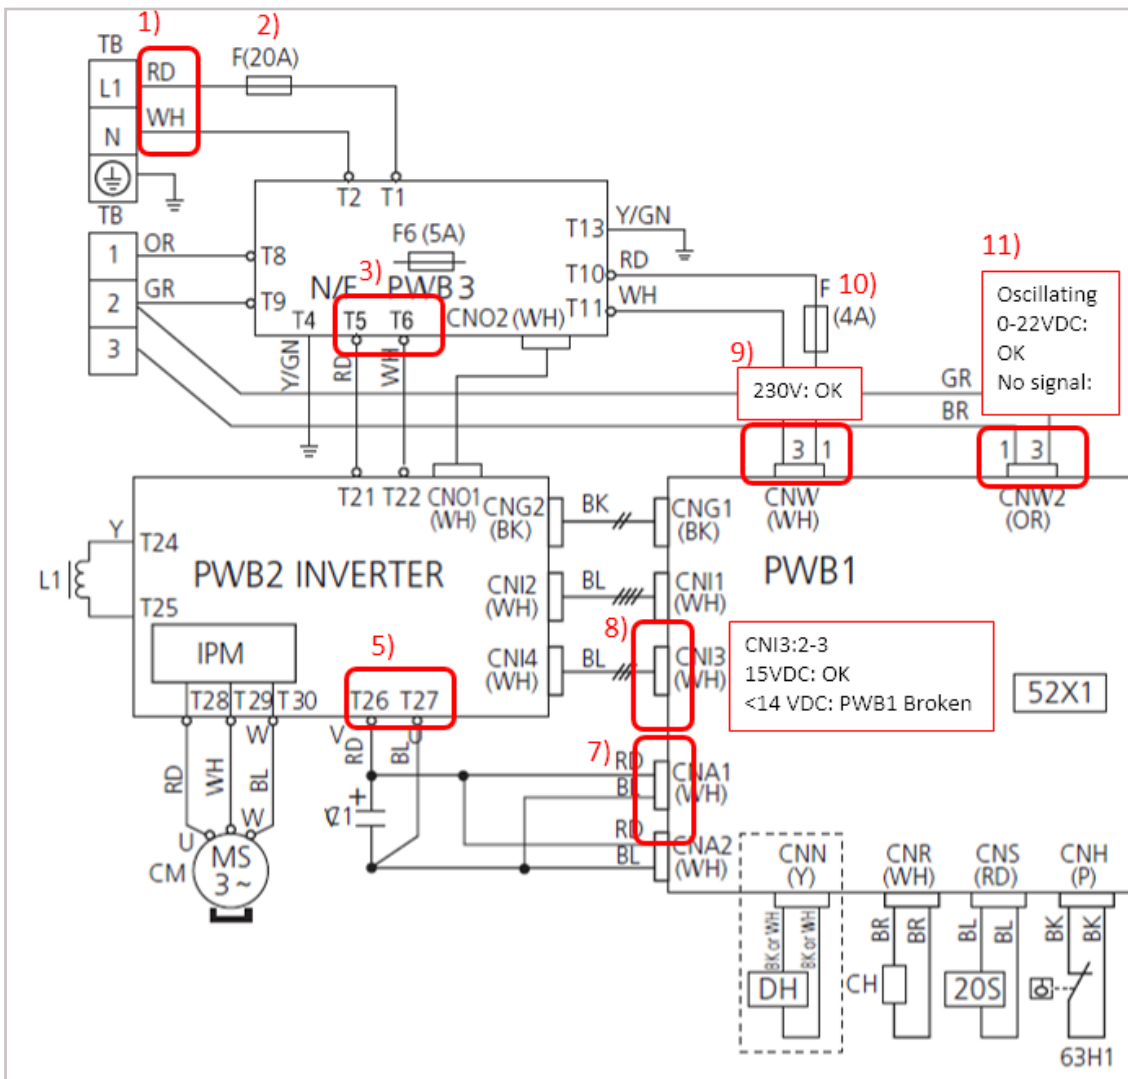 1)
2)
TB
F(20A)
L1
RD
N
WH
T2
T1
TB
1
OR
T8
F6 (5A)
T13
Y/GN
11)
2
GR
T9
3)
PWB3
T10
RD
F
10)
(4A)
T11
WH
Oscillating
0-22VDC:
OK
No signal:
3
T4
T5
T6
CNO2 (WH)
Y/GN
RD
WH
9)
230V: OK
GR
BR
3
1
1
3
T21
T22
CNO1
(WH)
CNG2
(BK)
BK
CNG1
(BK)
CNW
(WH)
CNW2
(OR)
Y
T24
L1
T25
PWB2 INVERTER
CNI2
(WH)
BL
CNI1
(WH)
PWB1
IPM
5)
CNI4
(WH)
BL
8)
CNI3
(WH)
CNI3:2-3
15VDC: OK
<14 VDC: PWB1 Broken
52X1
T28
T29
T30
T26
T27
V
W
V
U
RD
WH
BL
RD
BL
7)
RD
BL
CNA1
(WH)
+
C1
RD
BL
CNA2
(WH)
U
W
CM
MS
3 ~
CNN
(Y)
CNR
(WH)
CNS
(RD)
CNH
(P)
BK or WH
BK or WH
BR
BR
BL
BL
BK
BK
DH
CH
20S
63H1